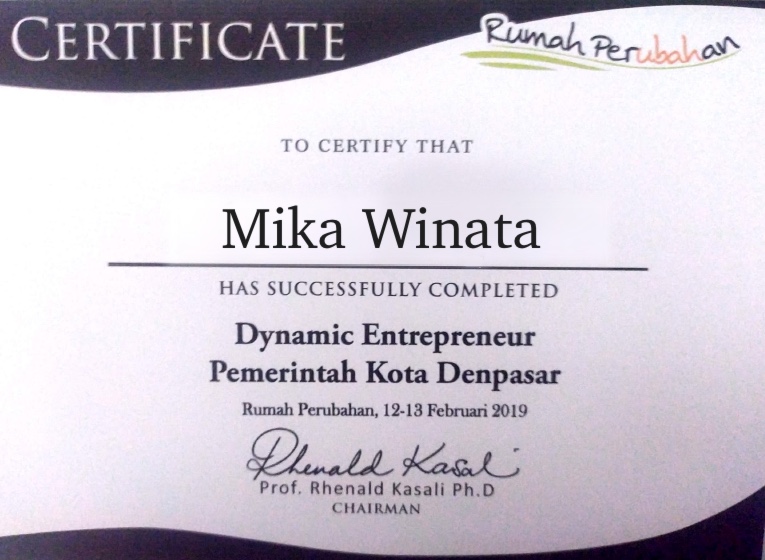 CERTIFICATE
Rumah Perubahan
TO CERTIFY THAT
Mika Winata
HAS SUCCESSFULLY COMPLETED
Dynamic Entrepreneur
Pemerintah Kota Denpasar
Rumah Perubahan, 12-13 Februari 2019
Rhenald Kasali
Prof. Rhenald Kasali Ph.D
CHAIRMAN